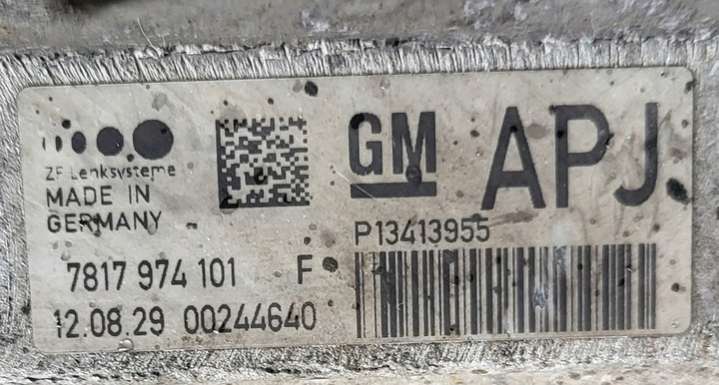 ZF Lenksysteme
MADE IN
GERMANY
7817 974 101 F
12.08.29 00244640
GM APJ
P13413955